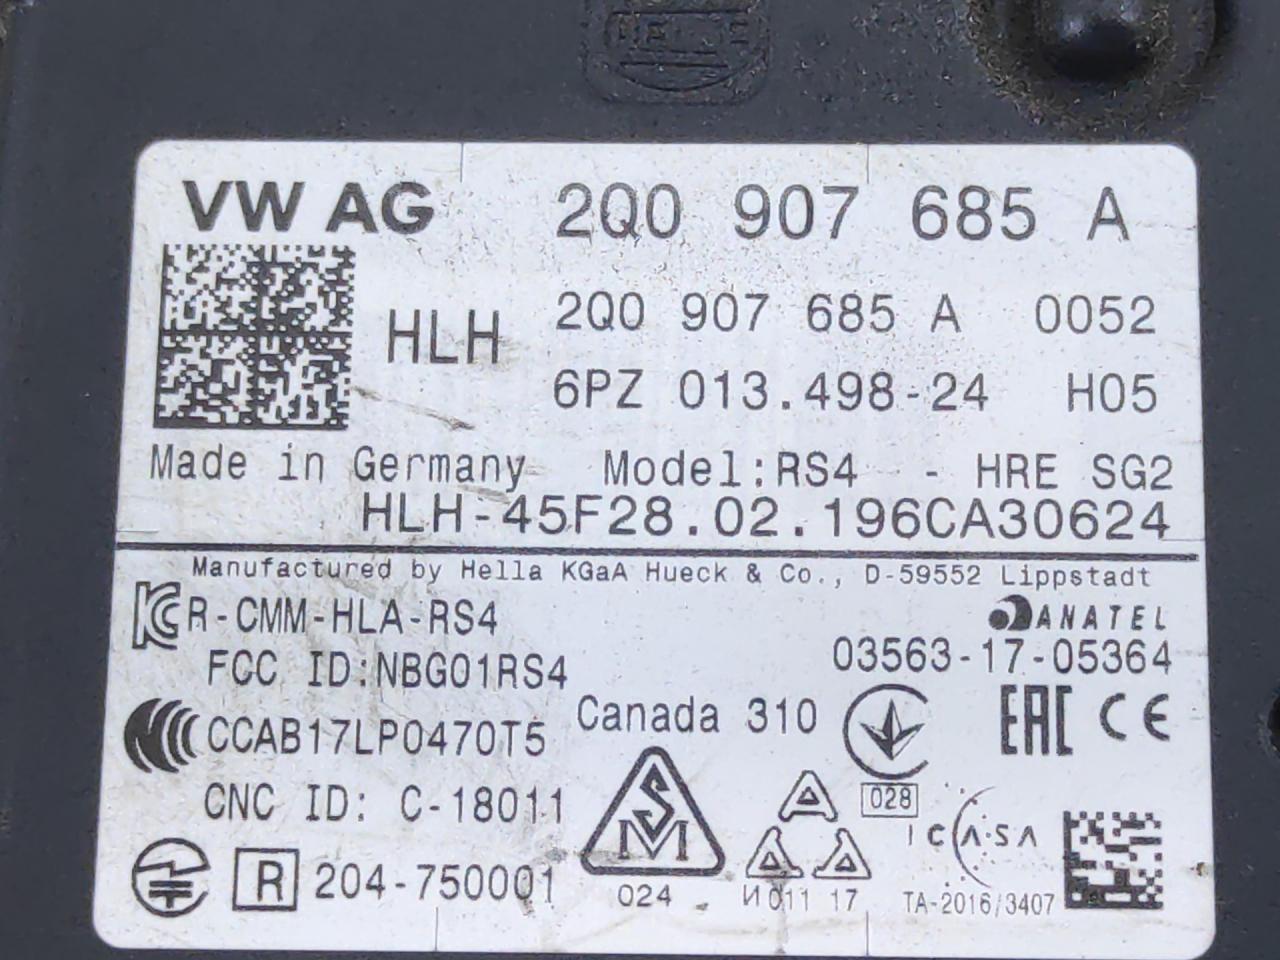 HELLA
VW AG 2Q0 907 685 A
HLH 2Q0 907 685 A 0052
6PZ 013.498-24 H05
Made in Germany Model:RS4 - HRE SG2
HLH-45F28.02.196CA30624
Manufactured by Hella KGaA Hueck & Co., D-59552 Lippstadt
R-CMM-HLA-RS4 ANATEL
FCC ID:NBG01RS4 03563-17-05364
CCAB17LP0470T5 Canada 310 EAC CE
CNC ID: C-18011 SM 028 ICASA
R 204-750001 024 И011 17 TA-2016/3407